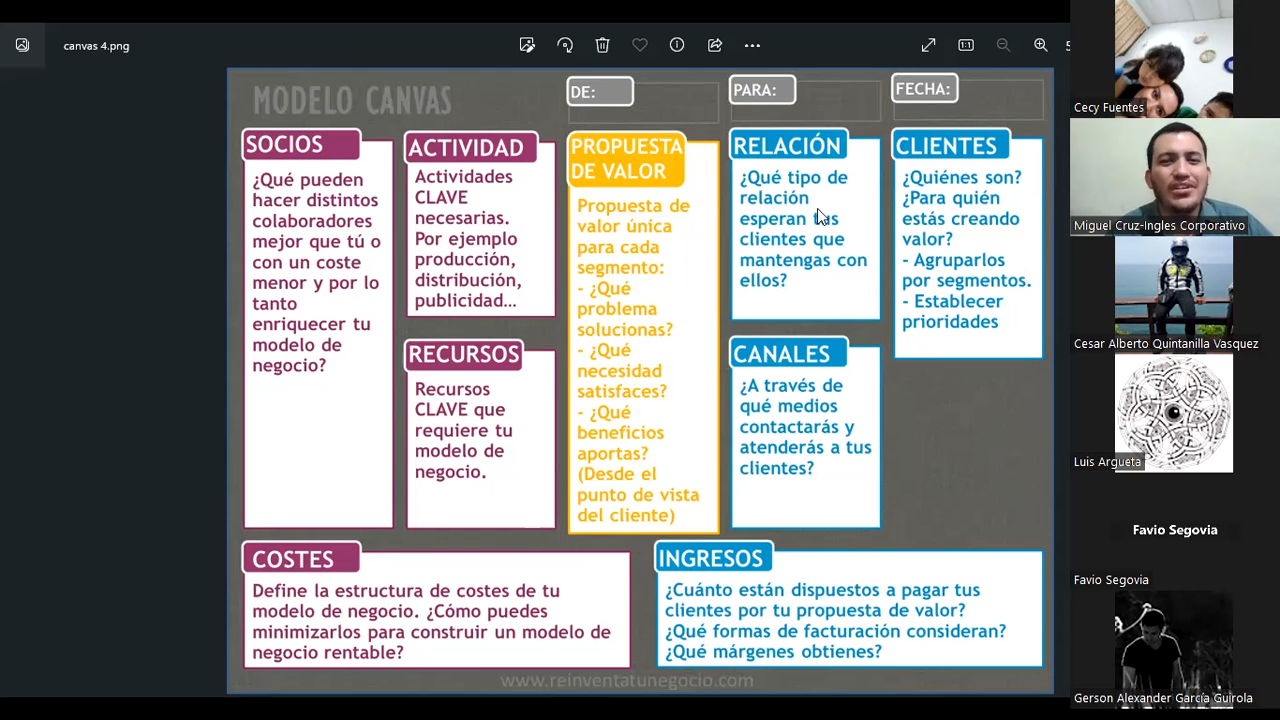 canvas 4.png
MODELO CANVAS
DE:
PARA:
FECHA:
SOCIOS
¿Qué pueden
hacer distintos
colaboradores
mejor que tú o
con un coste
menor y por lo
tanto
enriquecer tu
modelo de
negocio?
ACTIVIDAD
Actividades
CLAVE
necesarias.
Por ejemplo
producción,
distribución,
publicidad...
RECURSOS
Recursos
CLAVE que
requiere tu
modelo de
negocio.
PROPUESTA
DE VALOR
Propuesta de
valor única
para cada
segmento:
- ¿Qué
problema
solucionas?
- ¿Qué
necesidad
satisfaces?
- ¿Qué
beneficios
aportas?
(Desde el
punto de vista
del cliente)
RELACIÓN
¿Qué tipo de
relación
esperan tus
clientes que
mantengas con
ellos?
CANALES
¿A través de
qué medios
contactarás y
atenderás a tus
clientes?
CLIENTES
¿Quiénes son?
¿Para quién
estás creando
valor?
- Agruparlos
por segmentos.
- Establecer
prioridades
COSTES
Define la estructura de costes de tu
modelo de negocio. ¿Cómo puedes
minimizarlos para construir un modelo de
negocio rentable?
INGRESOS
¿Cuánto están dispuestos a pagar tus
clientes por tu propuesta de valor?
¿Qué formas de facturación consideran?
¿Qué márgenes obtienes?
www.reinventatunegocio.com
Cecy Fuentes
Miguel Cruz-Ingles Corporativo
Cesar Alberto Quintanilla Vasquez
Luis Argueta
Favio Segovia
Favio Segovia
Gerson Alexander García Guirola